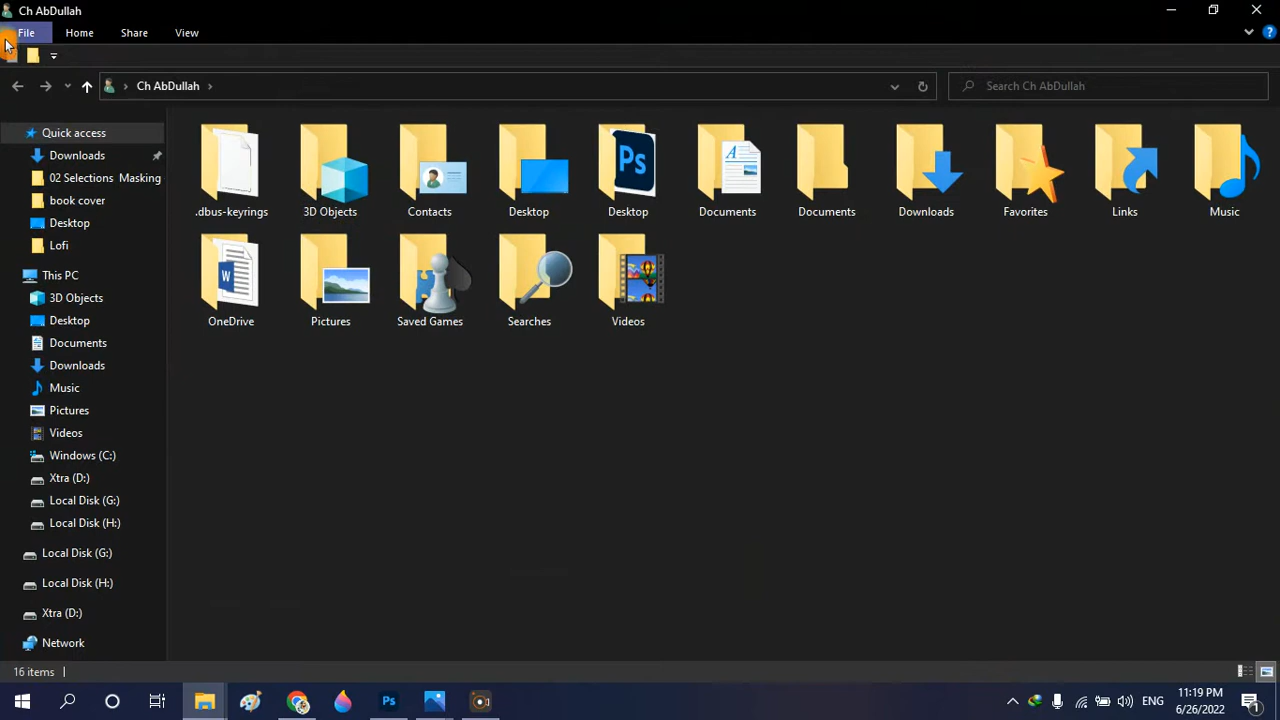 Ch AbDullah
File Home Share View
Ch AbDullah
Search Ch AbDullah
Quick access
Downloads
02 Selections Masking
book cover
Desktop
Lofi
This PC
3D Objects
Desktop
Documents
Downloads
Music
Pictures
Videos
Windows (C:)
Xtra (D:)
Local Disk (G:)
Local Disk (H:)
Local Disk (G:)
Local Disk (H:)
Xtra (D:)
Network
.dbus-keyrings 3D Objects Contacts Desktop Desktop Documents Documents Downloads Favorites Links Music
OneDrive Pictures Saved Games Searches Videos
16 items
ENG
11:19 PM
6/26/2022